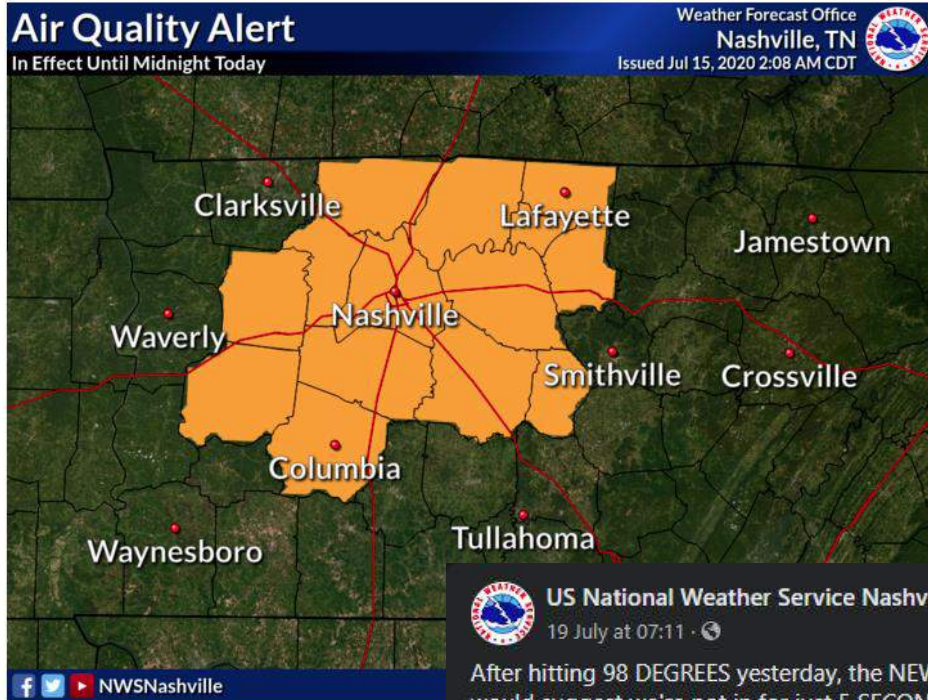 Air Quality Alert
In Effect Until Midnight Today
Weather Forecast Office
Nashville, TN
Issued Jul 15, 2020 2:08 AM CDT
Clarksville
Lafayette
Jamestown
Nashville
Waverly
Smithville
Crossville
Columbia
Tullahoma
Waynesboro
NWSNashville
US National Weather Service Nashv
19 July at 07:11 ·
After hitting 98 DEGREES yesterday, the NEW